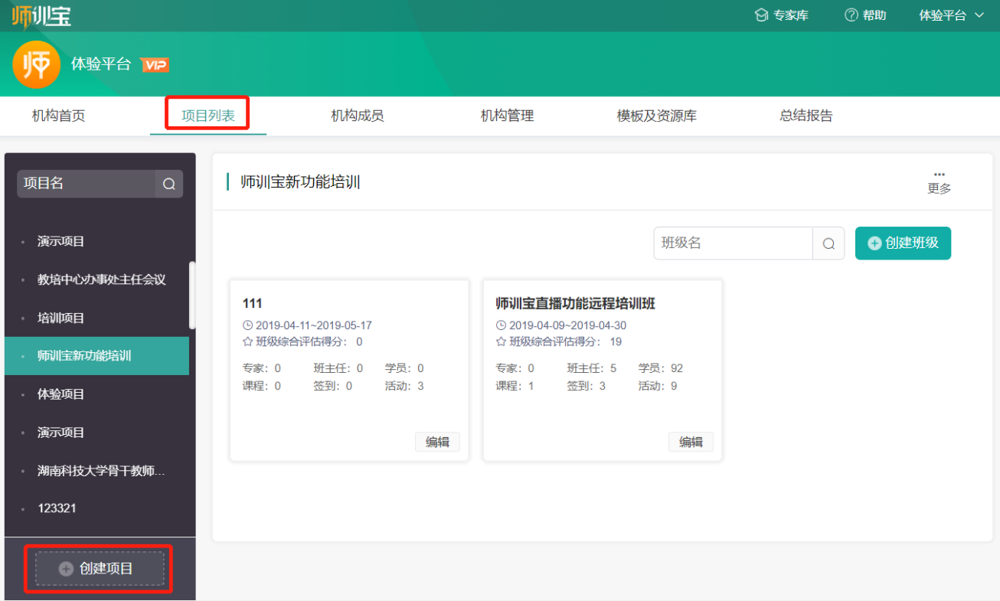 师训宝 专家库 帮助 体验平台
师 体验平台 VIP
机构首页 项目列表 机构成员 机构管理 模板及资源库 总结报告
项目名
演示项目
教培中心办事处主任会议
培训项目
师训宝新功能培训
体验项目
演示项目
湖南科技大学骨干教师...
123321
创建项目
师训宝新功能培训
更多
班级名 创建班级
111
2019-04-11~2019-05-17
班级综合评估得分: 0
专家: 0 班主任: 0 学员: 0
课程: 0 签到: 0 活动: 3
编辑
师训宝直播功能远程培训班
2019-04-09~2019-04-30
班级综合评估得分: 19
专家: 0 班主任: 5 学员: 92
课程: 1 签到: 3 活动: 9
编辑